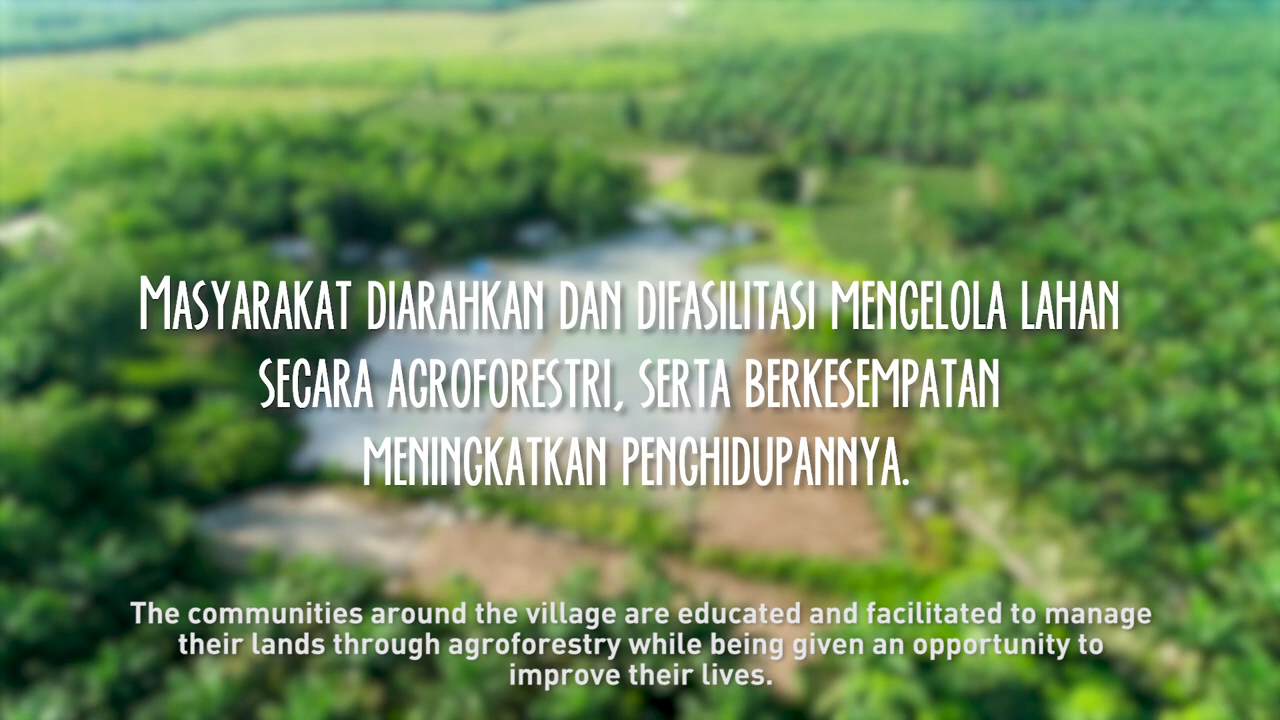 Masyarakat diarahkan dan difasilitasi mengelola lahan
secara agroforestri, serta berkesempatan
meningkatkan penghidupannya.
The communities around the village are educated and facilitated to manage
their lands through agroforestry while being given an opportunity to
improve their lives.